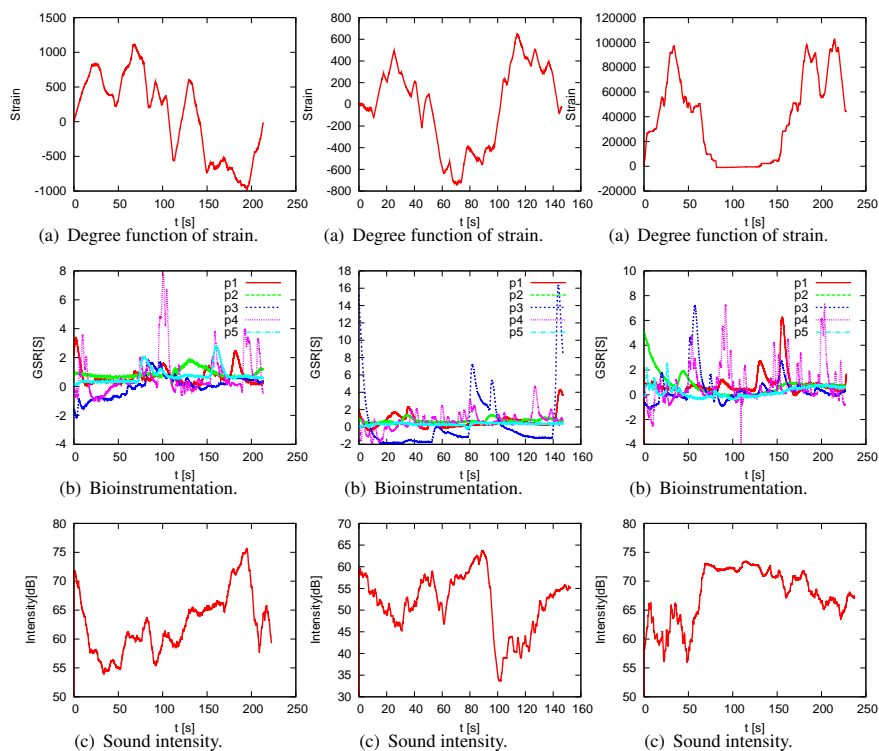 1500
1000
500
0
-500
-1000
0 50 100 150 200 250
Strain
t [s]
(a) Degree function of strain.
800
600
400
200
0
-200
-400
-600
-800
0 20 40 60 80 100 120 140 160
Strain
t [s]
(a) Degree function of strain.
120000
100000
80000
60000
40000
20000
0
-20000
0 50 100 150 200 250
Strain
t [s]
(a) Degree function of strain.
8
6
4
2
0
-2
-4
0 50 100 150 200 250
GSR[S]
p1
p2
p3
p4
p5
t [s]
(b) Bioinstrumentation.
18
16
14
12
10
8
6
4
2
0
-2
0 20 40 60 80 100 120 140 160
GSR[S]
p1
p2
p3
p4
p5
t [s]
(b) Bioinstrumentation.
10
8
6
4
2
0
-2
-4
0 50 100 150 200 250
GSR[S]
p1
p2
p3
p4
p5
t [s]
(b) Bioinstrumentation.
80
75
70
65
60
55
50
0 50 100 150 200 250
Intensity[dB]
t [s]
(c) Sound intensity.
70
65
60
55
50
45
40
35
30
0 20 40 60 80 100 120 140 160
Intensity[dB]
t [s]
(c) Sound intensity.
80
75
70
65
60
55
50
0 50 100 150 200 250
Intensity[dB]
t [s]
(c) Sound intensity.